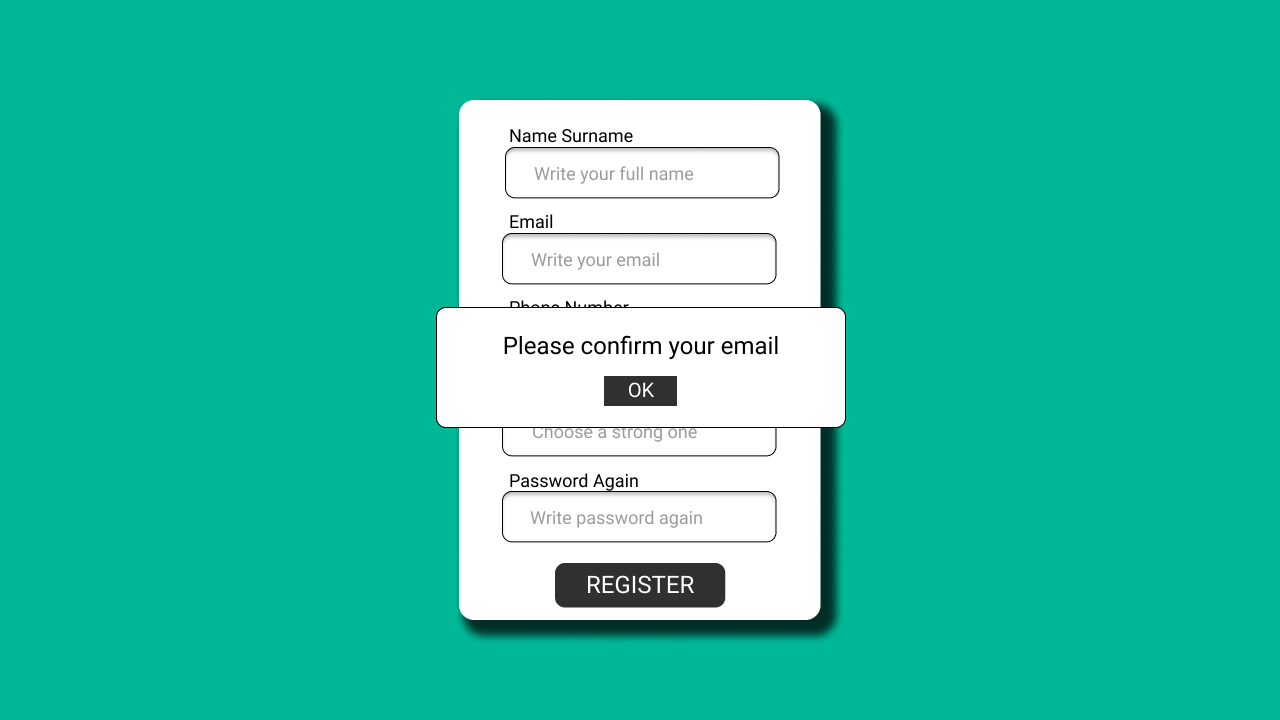 Name Surname
Write your full name
Email
Write your email
Phone Number
Please confirm your email
OK
Choose a strong one
Password Again
Write password again
REGISTER